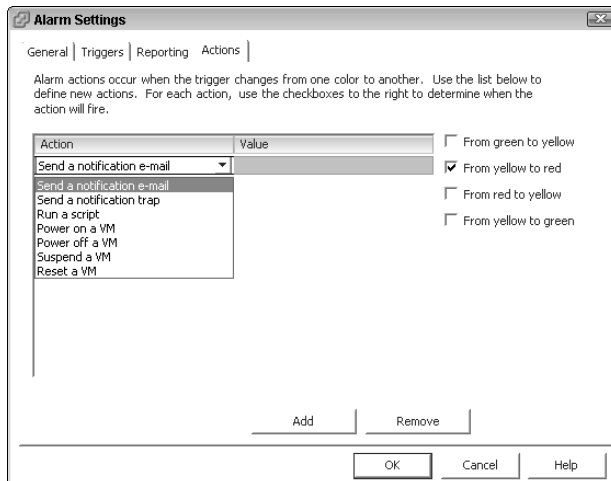 Alarm Settings
General Triggers Reporting Actions
Alarm actions occur when the trigger changes from one color to another. Use the list below to
define new actions. For each action, use the checkboxes to the right to determine when the
action will fire.
Action Value
Send a notification e-mail
Send a notification e-mail
Send a notification trap
Run a script
Power on a VM
Power off a VM
Suspend a VM
Reset a VM
From green to yellow
From yellow to red
From red to yellow
From yellow to green
Add Remove
OK Cancel Help